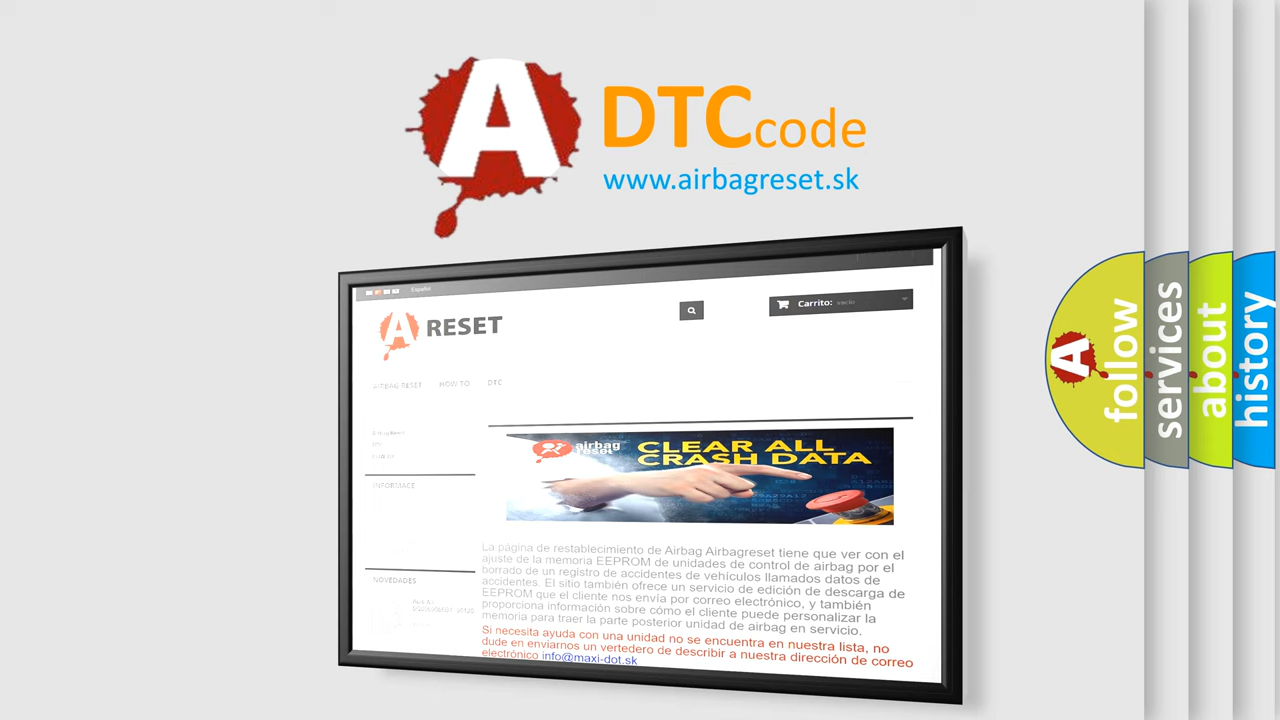 A
DTCcode
www.airbagreset.sk
Español
A RESET
Carrito: vacío
AIRBAG RESET HOW TO DTC
INFORMACE
airbag
reset
CLEAR ALL
CRASH DATA
La página de restablecimiento de Airbag Airbagreset tiene que ver con el
ajuste de la memoria EEPROM de unidades de control de airbag por el
borrado de un registro de accidentes de vehículos llamados datos de
accidentes. El sitio también ofrece un servicio de edición de descarga de
EEPROM que el cliente nos envía por correo electrónico, y también
proporciona información sobre cómo el cliente puede personalizar la
memoria para traer la parte posterior unidad de airbag en servicio.
Si necesita ayuda con una unidad no se encuentra en nuestra lista, no
dude en enviarnos un vertedero de describir a nuestra dirección de correo
electrónico info@maxi-dot.sk
NOVEDADES
A
follow
services
about
history